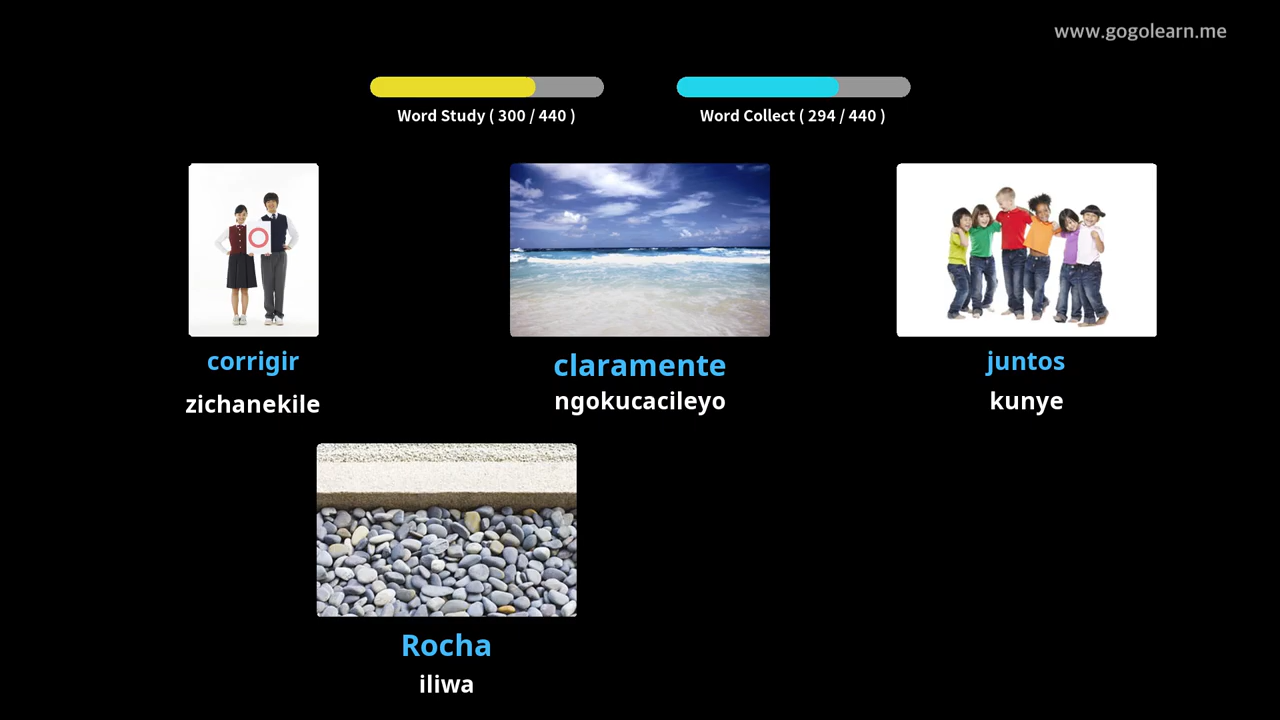 www.gogolearn.me
Word Study ( 300 / 440 )
Word Collect ( 294 / 440 )
corrigir
zichanekile
claramente
ngokucacileyo
juntos
kunye
Rocha
iliwa